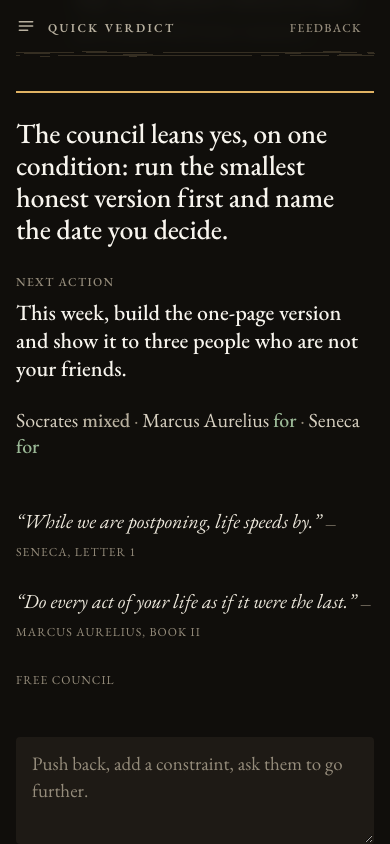 QUICK VERDICT
FEEDBACK
The council leans yes, on one
condition: run the smallest
honest version first and name
the date you decide.
NEXT ACTION
This week, build the one-page version
and show it to three people who are not
your friends.
Socrates mixed · Marcus Aurelius for · Seneca
for
“While we are postponing, life speeds by.” —
SENECA, LETTER 1
“Do every act of your life as if it were the last.” —
MARCUS AURELIUS, BOOK II
FREE COUNCIL
Push back, add a constraint, ask them to go
further.